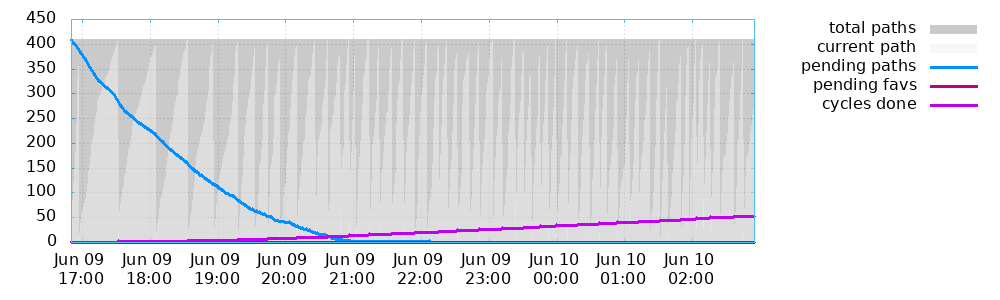 450
400
350
300
250
200
150
100
50
0
Jun 09 Jun 09 Jun 09 Jun 09 Jun 09 Jun 09 Jun 09 Jun 10 Jun 10 Jun 10
17:00 18:00 19:00 20:00 21:00 22:00 23:00 00:00 01:00 02:00
total paths
current path
pending paths
pending favs
cycles done